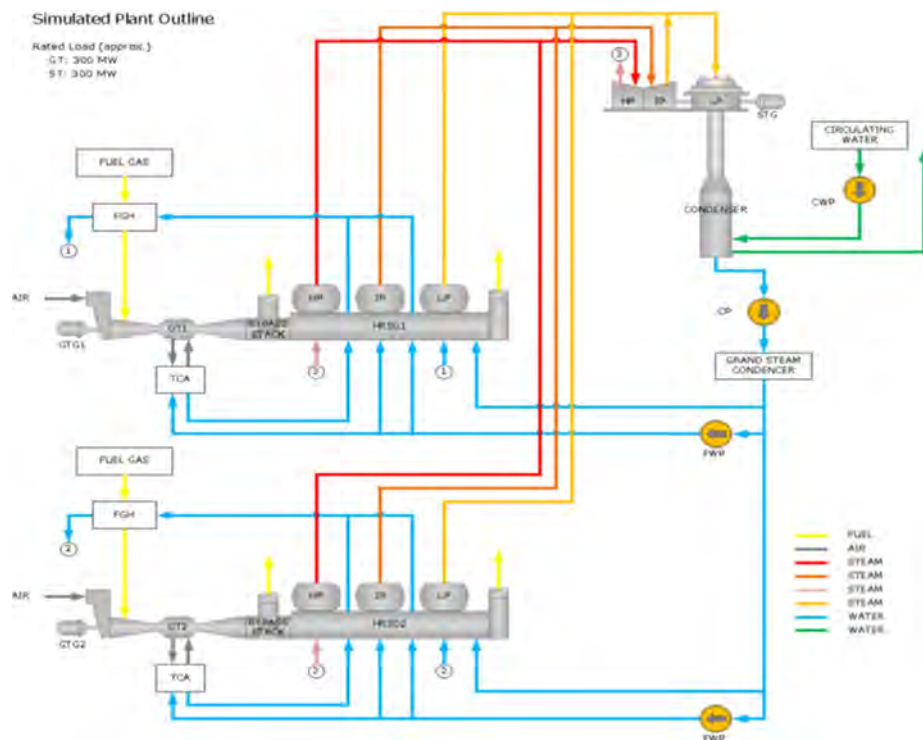 Simulated Plant Outline
Rated Load (approx.)
GT: 300 MW
ST: 300 MW
2
HP
IP
LP
STG
CIRCULATING
WATER
CWP
CONDENSER
FUEL GAS
FGH
1
AIR
GTG1
GT1
BYPASS
STACK
HP
IP
LP
HRSG1
TCA
2
1
CP
GRAND STEAM
CONDENCER
FWP
FUEL GAS
FGH
2
AIR
GTG2
GT2
BYPASS
STACK
HP
IP
LP
HRSG2
TCA
2
2
FWP
FUEL
AIR
STEAM
STEAM
STEAM
STEAM
WATER
WATER